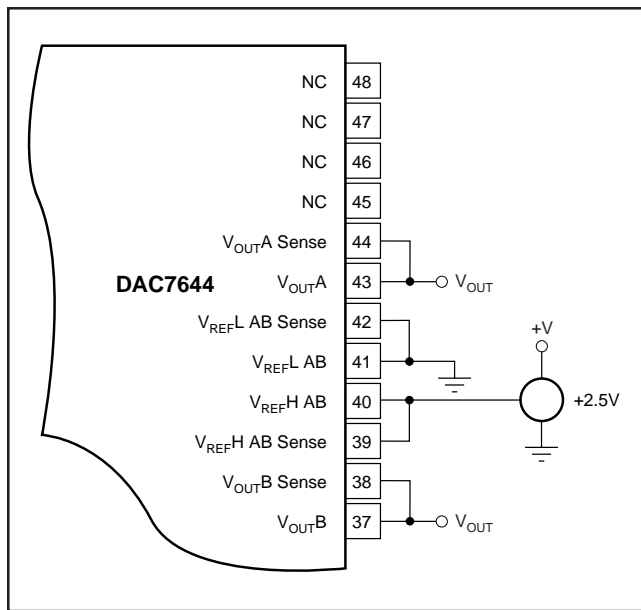 NC 48
NC 47
NC 46
NC 45
VOUTA Sense 44
DAC7644
VOUTA 43
VOUT
VREFL AB Sense 42
+V
VREFL AB 41
VREFH AB 40
+2.5V
VREFH AB Sense 39
VOUTB Sense 38
VOUTB 37
VOUT